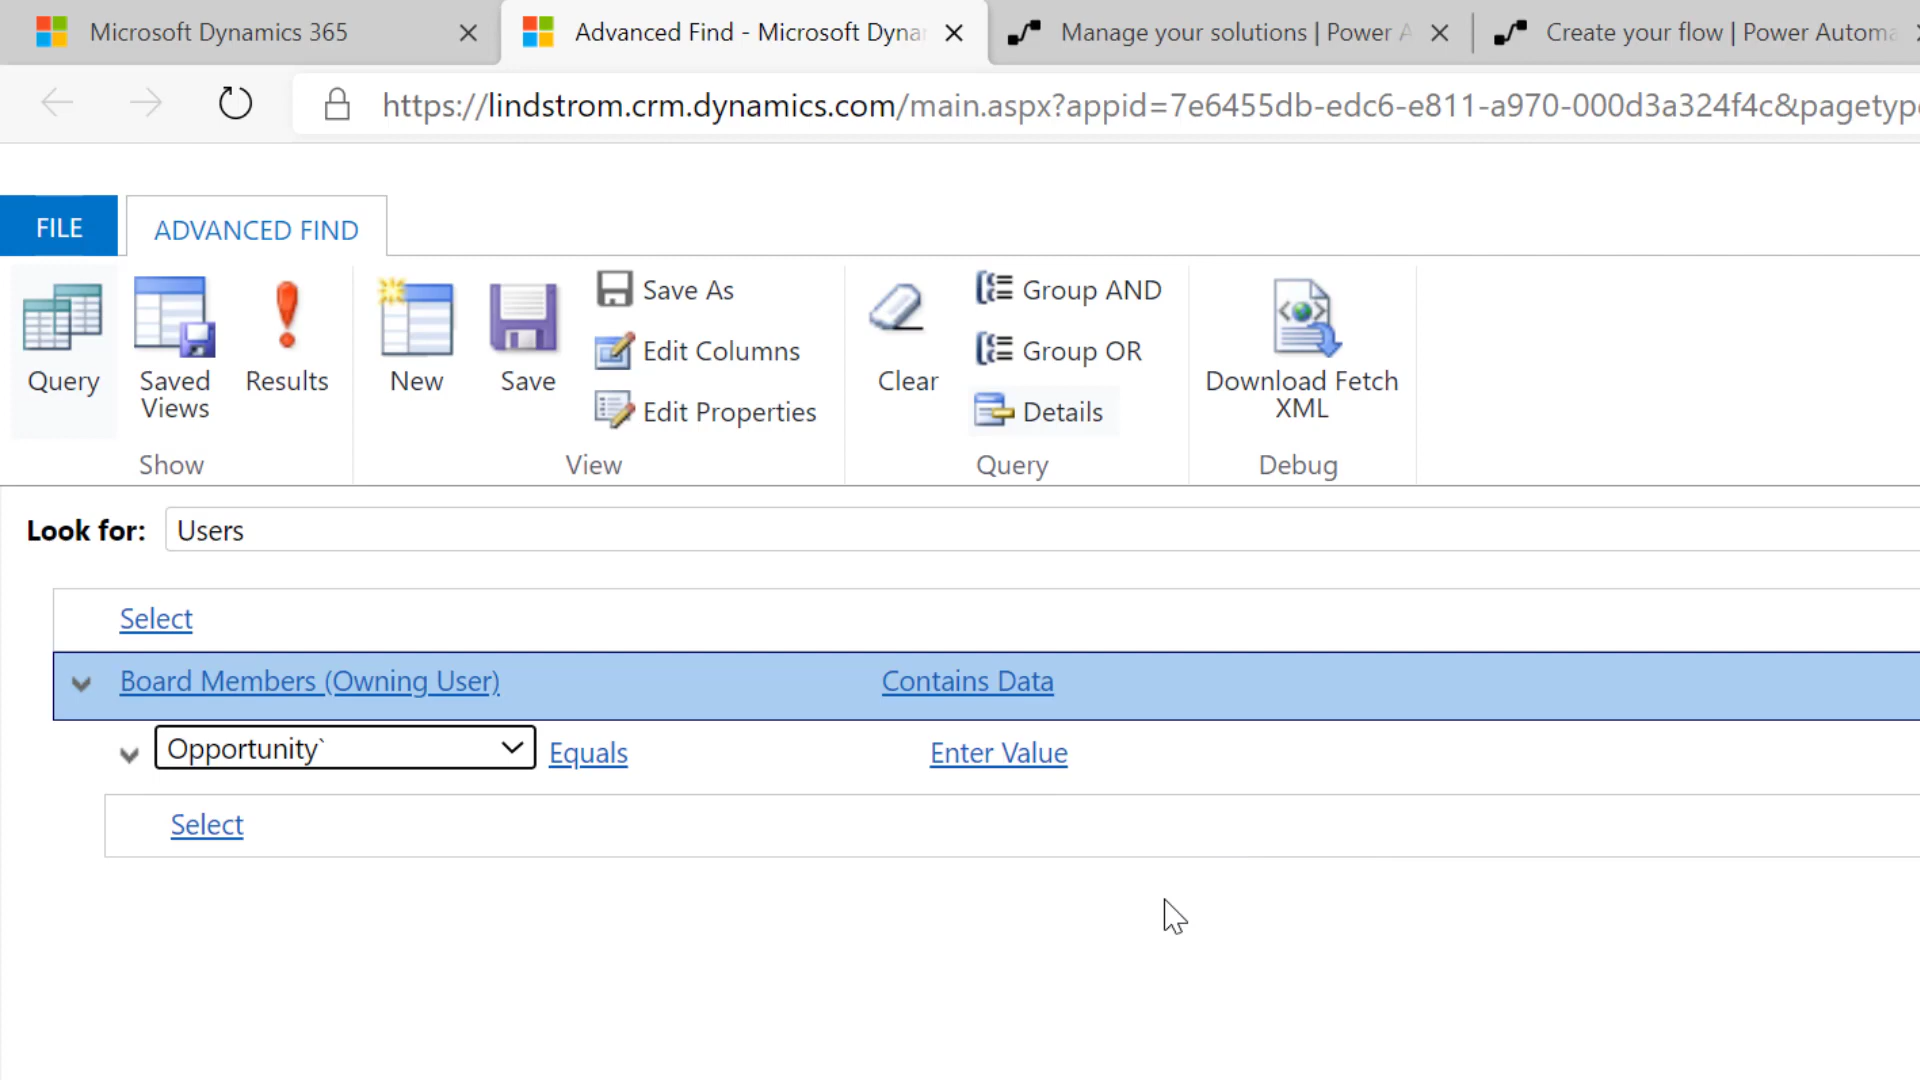 Microsoft Dynamics 365
Advanced Find - Microsoft Dyna
Manage your solutions | Power A
Create your flow | Power Automa
https://lindstrom.crm.dynamics.com/main.aspx?appid=7e6455db-edc6-e811-a970-000d3a324f4c&pagetype
FILE
ADVANCED FIND
Query
Saved
Views
Results
Show
New
Save
Save As
Edit Columns
Edit Properties
View
Clear
Group AND
Group OR
Details
Query
Download Fetch
XML
Debug
Look for: Users
Select
Board Members (Owning User) Contains Data
Opportunity` Equals Enter Value
Select